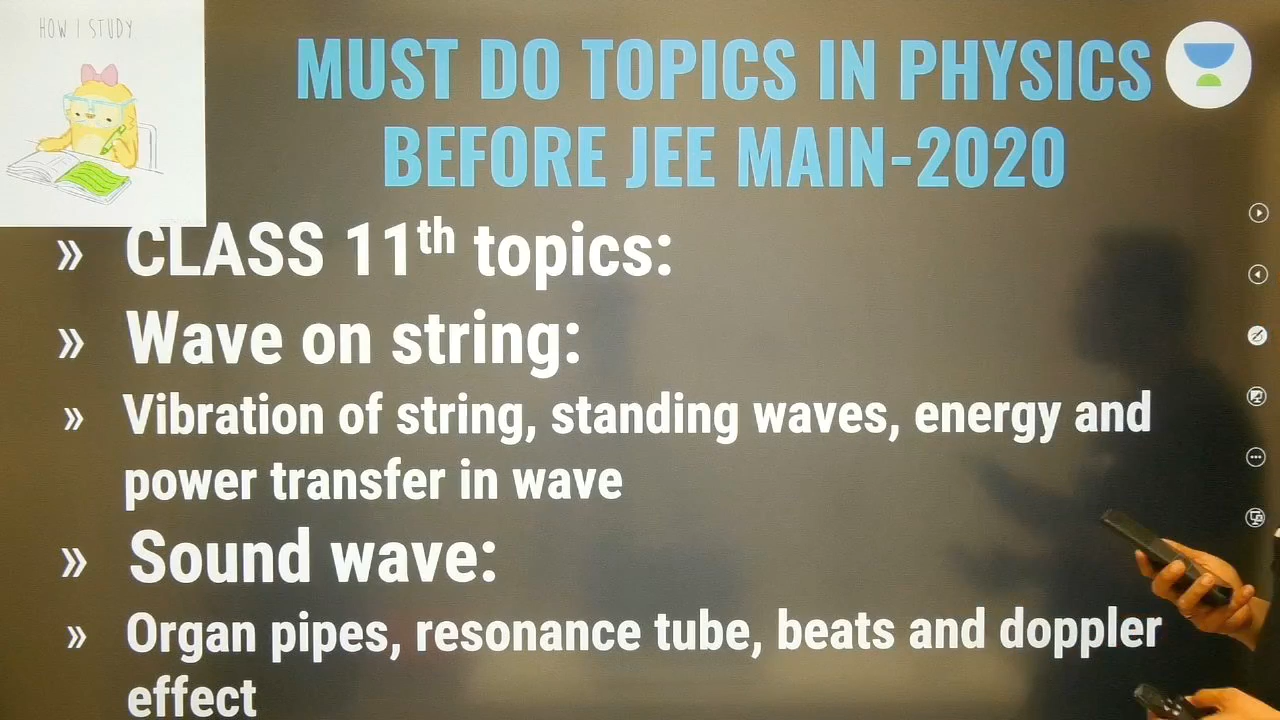 HOW I STUDY
MUST DO TOPICS IN PHYSICS
BEFORE JEE MAIN-2020
» CLASS 11th topics:
» Wave on string:
» Vibration of string, standing waves, energy and
power transfer in wave
» Sound wave:
» Organ pipes, resonance tube, beats and doppler
effect